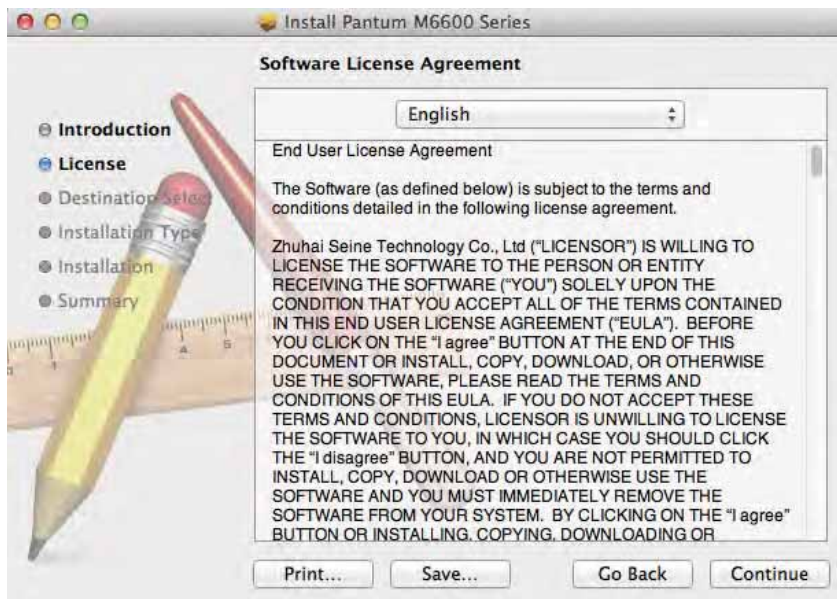 Install Pantum M6600 Series
Software License Agreement
Introduction
License
Destination Select
Installation Type
Installation
Summary
English
End User License Agreement
The Software (as defined below) is subject to the terms and
conditions detailed in the following license agreement.
Zhuhai Seine Technology Co., Ltd (“LICENSOR”) IS WILLING TO
LICENSE THE SOFTWARE TO THE PERSON OR ENTITY
RECEIVING THE SOFTWARE (“YOU”) SOLELY UPON THE
CONDITION THAT YOU ACCEPT ALL OF THE TERMS CONTAINED
IN THIS END USER LICENSE AGREEMENT (“EULA”).  BEFORE
YOU CLICK ON THE “I agree” BUTTON AT THE END OF THIS
DOCUMENT OR INSTALL, COPY, DOWNLOAD, OR OTHERWISE
USE THE SOFTWARE, PLEASE READ THE TERMS AND
CONDITIONS OF THIS EULA.  IF YOU DO NOT ACCEPT THESE
TERMS AND CONDITIONS, LICENSOR IS UNWILLING TO LICENSE
THE SOFTWARE TO YOU, IN WHICH CASE YOU SHOULD CLICK
THE “I disagree” BUTTON, AND YOU ARE NOT PERMITTED TO
INSTALL, COPY, DOWNLOAD OR OTHERWISE USE THE
SOFTWARE AND YOU MUST IMMEDIATELY REMOVE THE
SOFTWARE FROM YOUR SYSTEM.  BY CLICKING ON THE “I agree”
BUTTON OR INSTALLING, COPYING, DOWNLOADING OR
Print...
Save...
Go Back
Continue